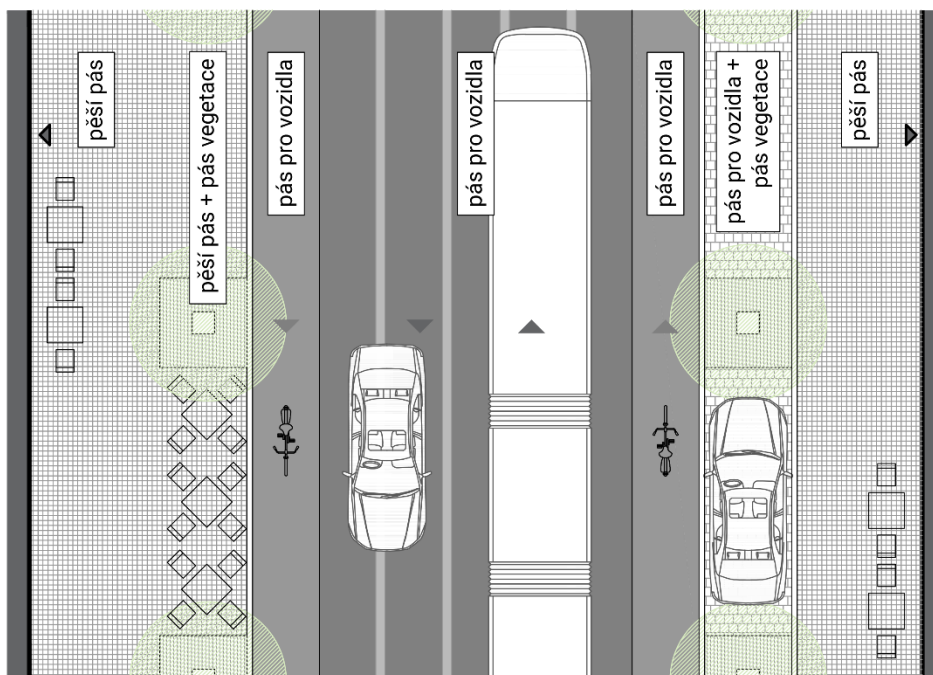 pěší pás
pěší pás + pás vegetace
pás pro vozidla
pás pro vozidla
pás pro vozidla
pás pro vozidla +
pás vegetace
pěší pás